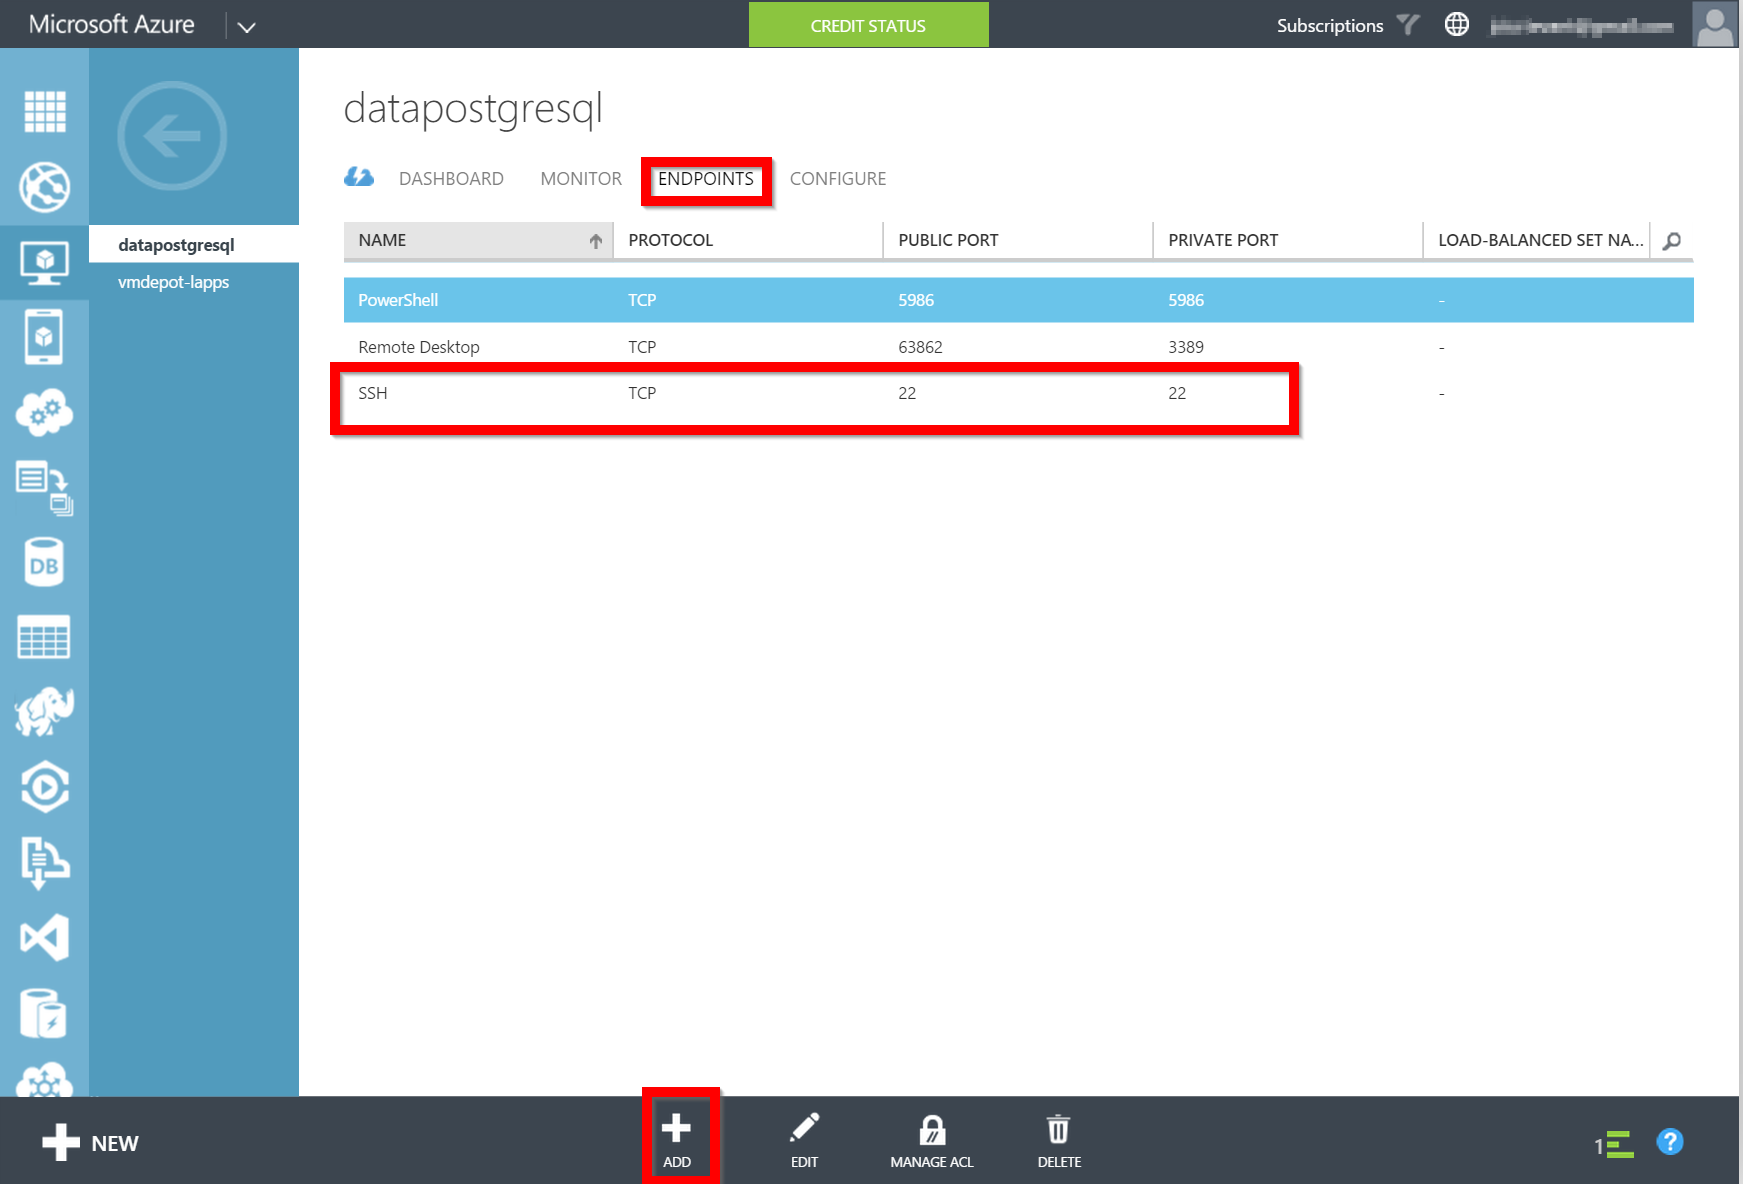 Microsoft Azure
CREDIT STATUS
Subscriptions
datapostgresql
DASHBOARD MONITOR ENDPOINTS CONFIGURE
datapostgresql
vmdepot-lapps
NAME PROTOCOL PUBLIC PORT PRIVATE PORT LOAD-BALANCED SET NA...
PowerShell TCP 5986 5986 -
Remote Desktop TCP 63862 3389 -
SSH TCP 22 22 -
DB
NEW
ADD EDIT MANAGE ACL DELETE
1
?